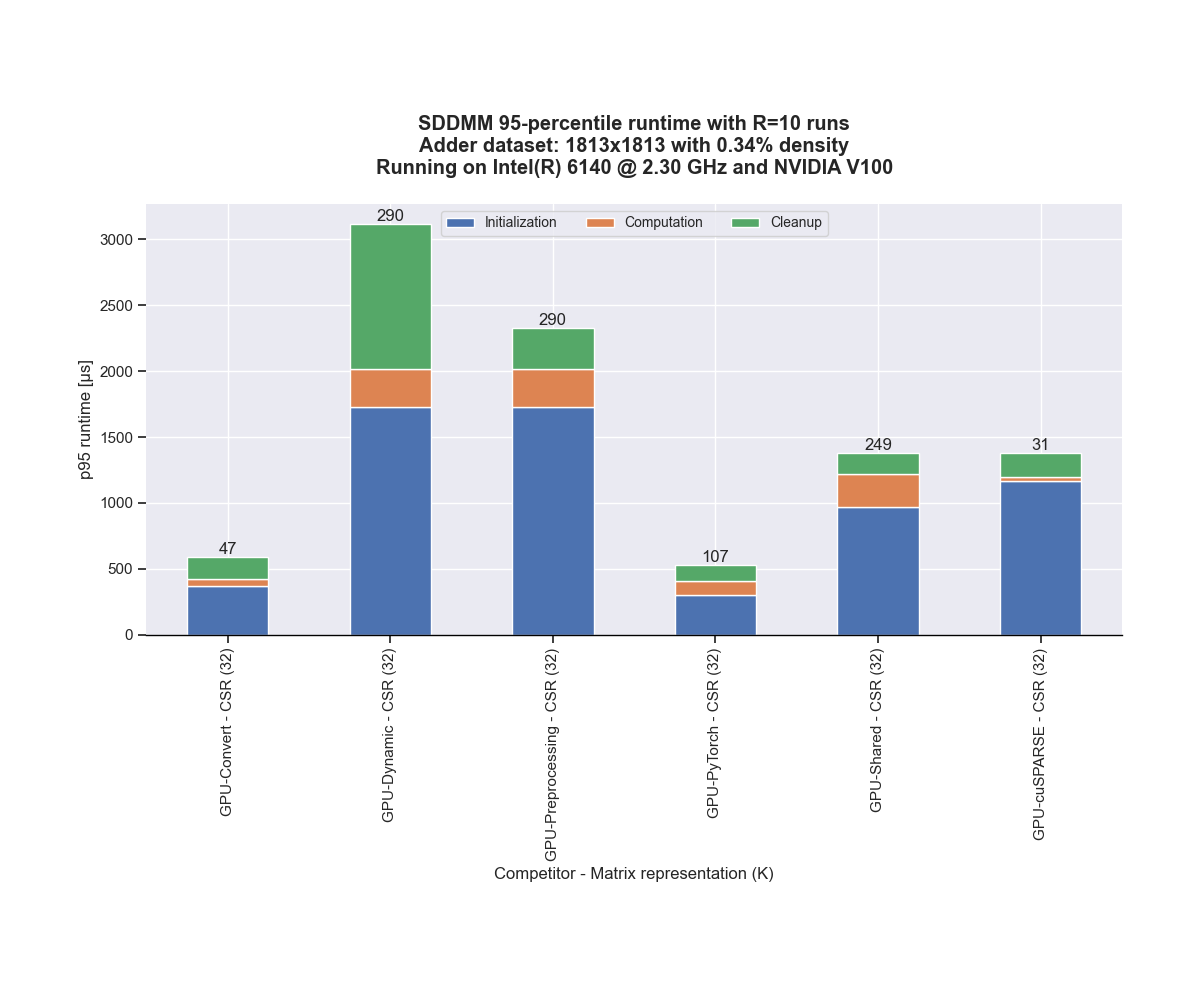 SDDMM 95-percentile runtime with R=10 runs
Adder dataset: 1813x1813 with 0.34% density
Running on Intel(R) 6140 @ 2.30 GHz and NVIDIA V100
Initialization Computation Cleanup
p95 runtime [µs]
3000
2500
2000
1500
1000
500
0
47
290
290
107
249
31
GPU-Convert - CSR (32)
GPU-Dynamic - CSR (32)
GPU-Preprocessing - CSR (32)
GPU-PyTorch - CSR (32)
GPU-Shared - CSR (32)
GPU-cuSPARSE - CSR (32)
Competitor - Matrix representation (K)